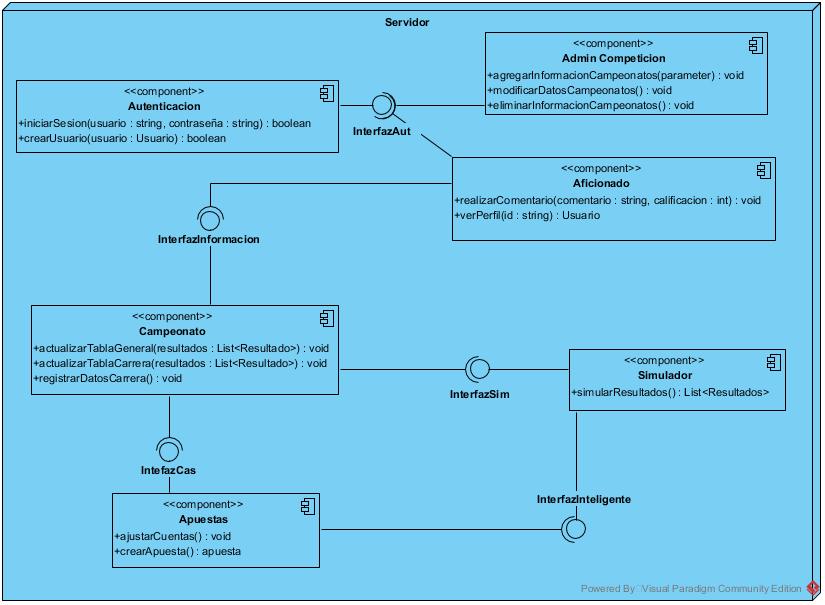 Servidor
<<component>>
Admin Competicion
+agregarInformacionCampeonatos(parameter) : void
+modificarDatosCampeonatos() : void
+eliminarInformacionCampeonatos() : void
<<component>>
Autenticacion
+iniciarSesion(usuario : string, contraseña : string) : boolean
+crearUsuario(usuario : Usuario) : boolean
InterfazAut
<<component>>
Aficionado
+realizarComentario(comentario : string, calificacion : int) : void
+verPerfil(id : string) : Usuario
InterfazInformacion
<<component>>
Campeonato
+actualizarTablaGeneral(resultados : List<Resultado>) : void
+actualizarTablaCarrera(resultados : List<Resultado>) : void
+registrarDatosCarrera() : void
<<component>>
Simulador
+simularResultados() : List<Resultados>
InterfazSim
IntefazCas
<<component>>
Apuestas
+ajustarCuentas() : void
+crearApuesta() : apuesta
InterfazInteligente
Powered By Visual Paradigm Community Edition